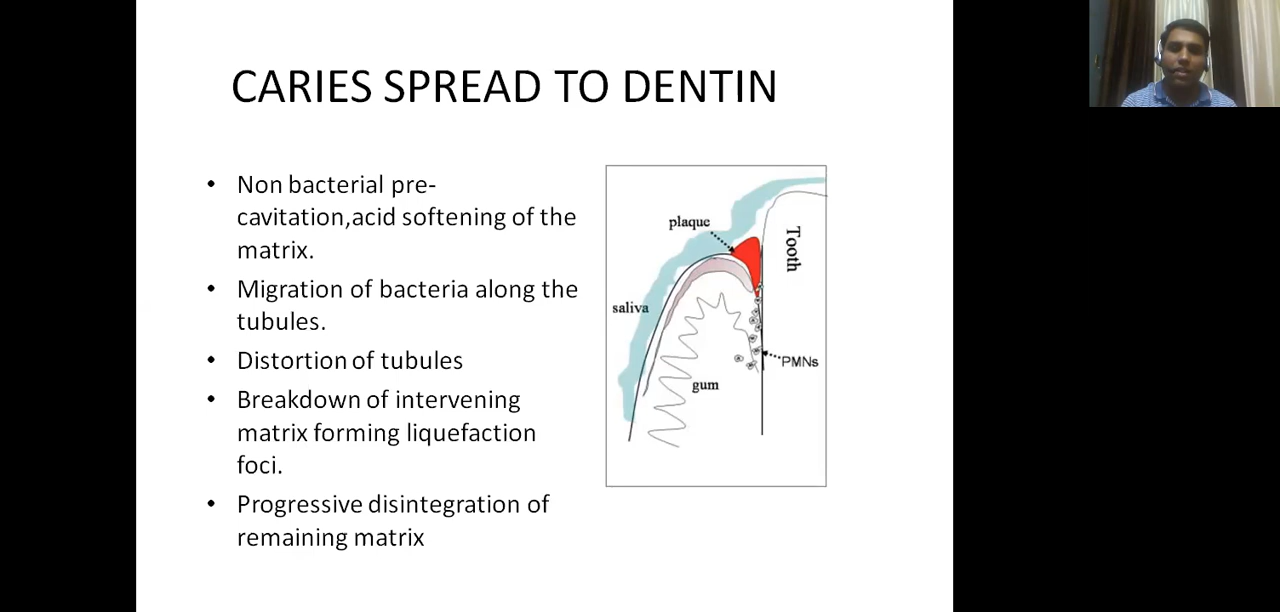 CARIES SPREAD TO DENTIN
• Non bacterial pre-
cavitation,acid softening of the
matrix.
• Migration of bacteria along the
tubules.
• Distortion of tubules
• Breakdown of intervening
matrix forming liquefaction
foci.
• Progressive disintegration of
remaining matrix
plaque
Tooth
saliva
PMNs
gum